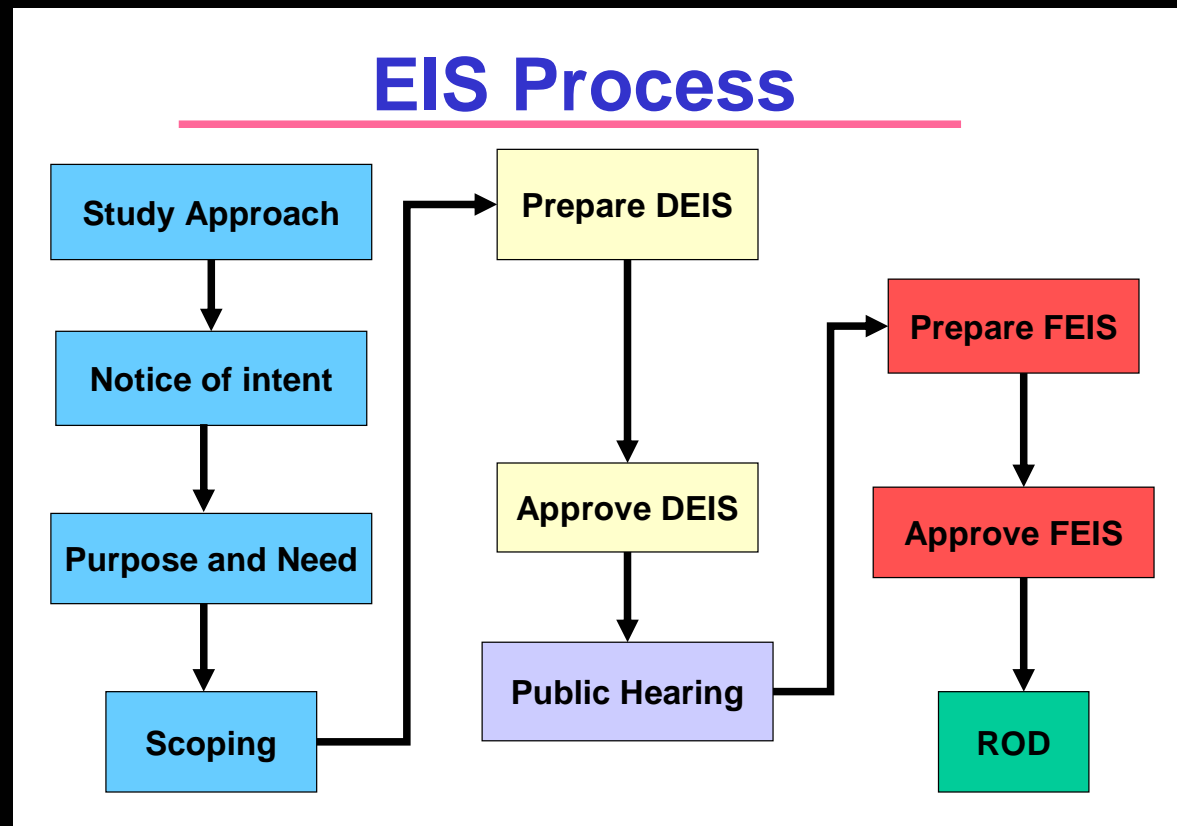 EIS Process
Study Approach
Notice of intent
Purpose and Need
Scoping
Prepare DEIS
Approve DEIS
Public Hearing
Prepare FEIS
Approve FEIS
ROD